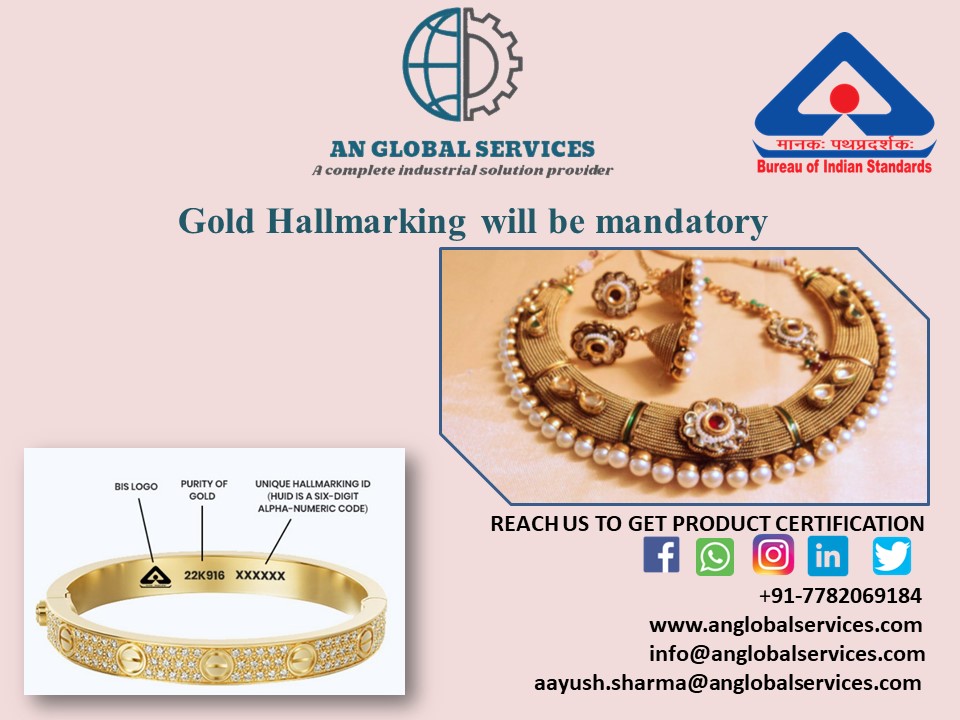 AN GLOBAL SERVICES
A complete industrial solution provider
मानकः पथप्रदर्शकः
Bureau of Indian Standards
Gold Hallmarking will be mandatory
BIS LOGO
PURITY OF
GOLD
UNIQUE HALLMARKING ID
(HUID IS A SIX-DIGIT
ALPHA-NUMERIC CODE)
22K916 XXXXXX
REACH US TO GET PRODUCT CERTIFICATION
+91-7782069184
www.anglobalservices.com
info@anglobalservices.com
aayush.sharma@anglobalservices.com